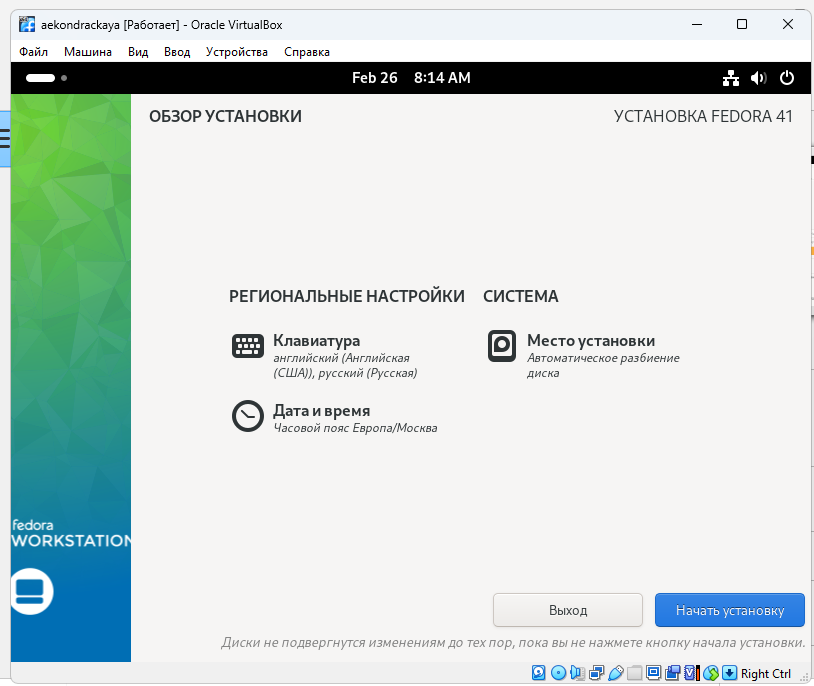 aekondrackaya [Работает] - Oracle VirtualBox
Файл Машина Вид Ввод Устройства Справка
Feb 26 8:14 AM
ОБЗОР УСТАНОВКИ
УСТАНОВКА FEDORA 41
РЕГИОНАЛЬНЫЕ НАСТРОЙКИ
СИСТЕМА
Клавиатура
английский (Английская
(США)), русский (Русская)
Место установки
Автоматическое разбиение
диска
Дата и время
Часовой пояс Европа/Москва
fedora
WORKSTATION
Выход
Начать установку
Диски не подвергнутся изменениям до тех пор, пока вы не нажмете кнопку начала установки.
Right Ctrl